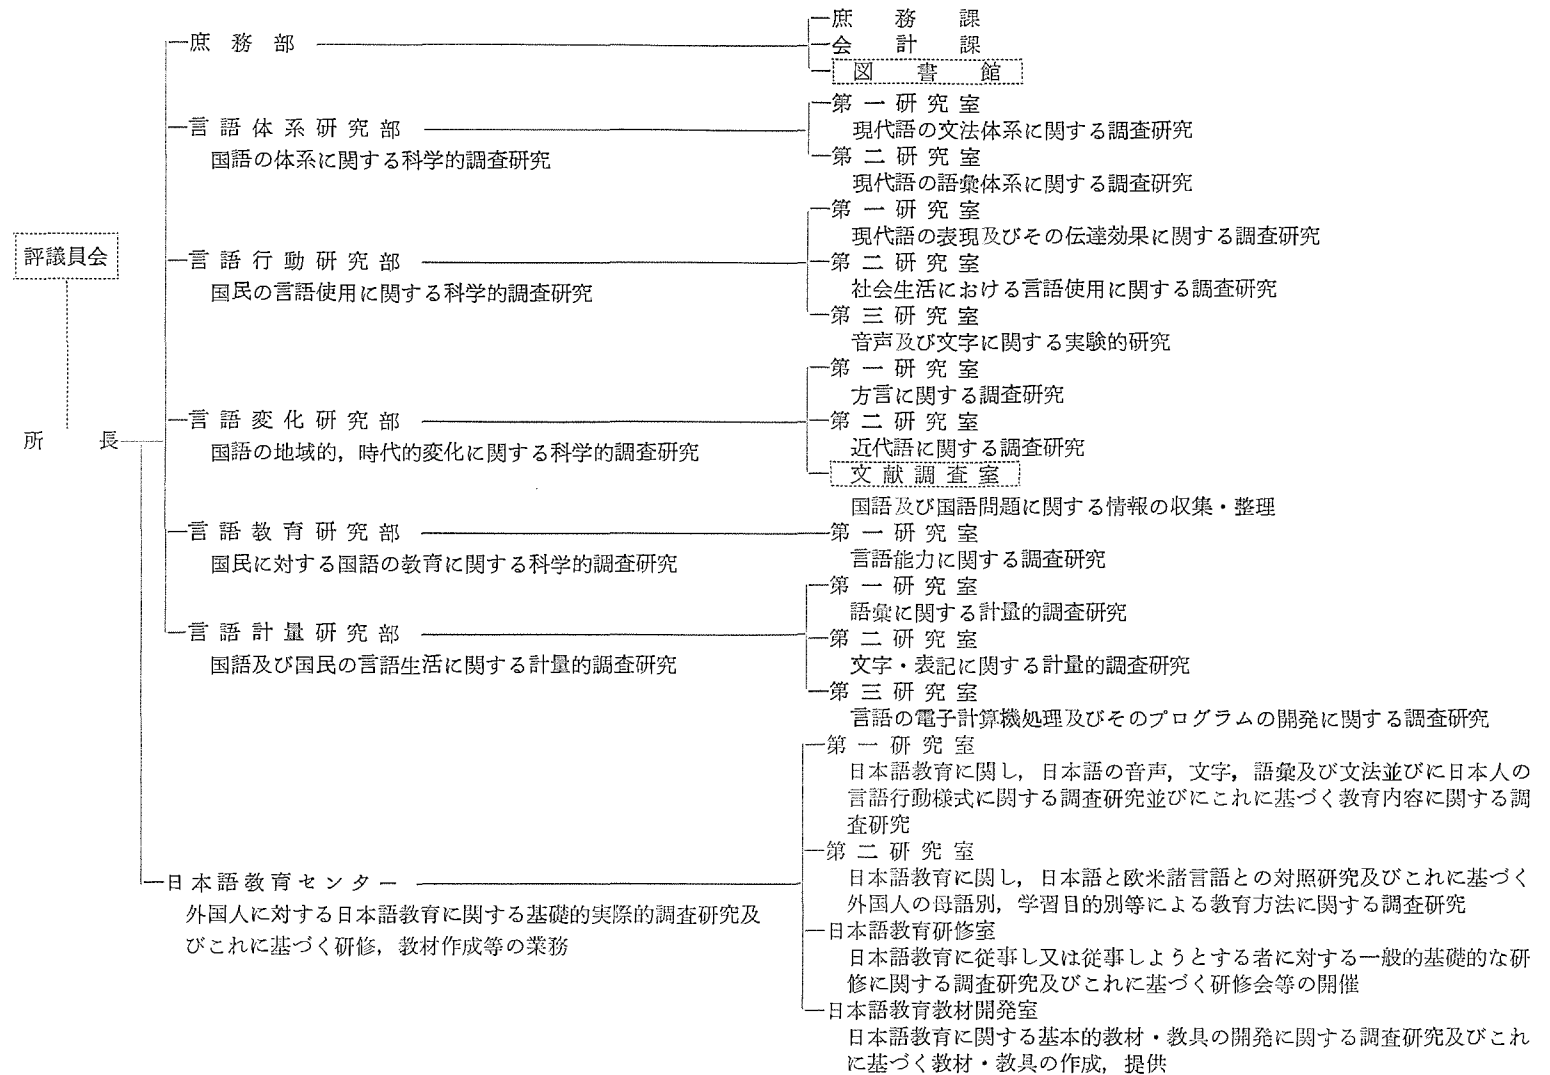 評議員会
所長
庶務部
庶務課
会計課
図書館
言語体系研究部
国語の体系に関する科学的調査研究
第一研究室
現代語の文法体系に関する調査研究
第二研究室
現代語の語彙体系に関する調査研究
言語行動研究部
国民の言語使用に関する科学的調査研究
第一研究室
現代語の表現及びその伝達効果に関する調査研究
第二研究室
社会生活における言語使用に関する調査研究
第三研究室
音声及び文字に関する実験的研究
言語変化研究部
国語の地域的，時代的変化に関する科学的調査研究
第一研究室
方言に関する調査研究
第二研究室
近代語に関する調査研究
文献調査室
国語及び国語問題に関する情報の収集・整理
言語教育研究部
国民に対する国語の教育に関する科学的調査研究
第一研究室
言語能力に関する調査研究
言語計量研究部
国語及び国民の言語生活に関する計量的調査研究
第一研究室
語彙に関する計量的調査研究
第二研究室
文字・表記に関する計量的調査研究
第三研究室
言語の電子計算機処理及びそのプログラムの開発に関する調査研究
日本語教育センター
外国人に対する日本語教育に関する基礎的実際的調査研究及
びこれに基づく研修，教材作成等の業務
第一研究室
日本語教育に関し，日本語の音声，文字，語彙及び文法並びに日本人の
言語行動様式に関する調査研究並びにこれに基づく教育内容に関する調
査研究
第二研究室
日本語教育に関し，日本語と欧米諸言語との対照研究及びこれに基づく
外国人の母語別，学習目的別等による教育方法に関する調査研究
日本語教育研修室
日本語教育に従事し又は従事しようとする者に対する一般的基礎的な研
修に関する調査研究及びこれに基づく研修会等の開催
日本語教育教材開発室
日本語教育に関する基本的教材・教具の開発に関する調査研究及びこれ
に基づく教材・教具の作成，提供